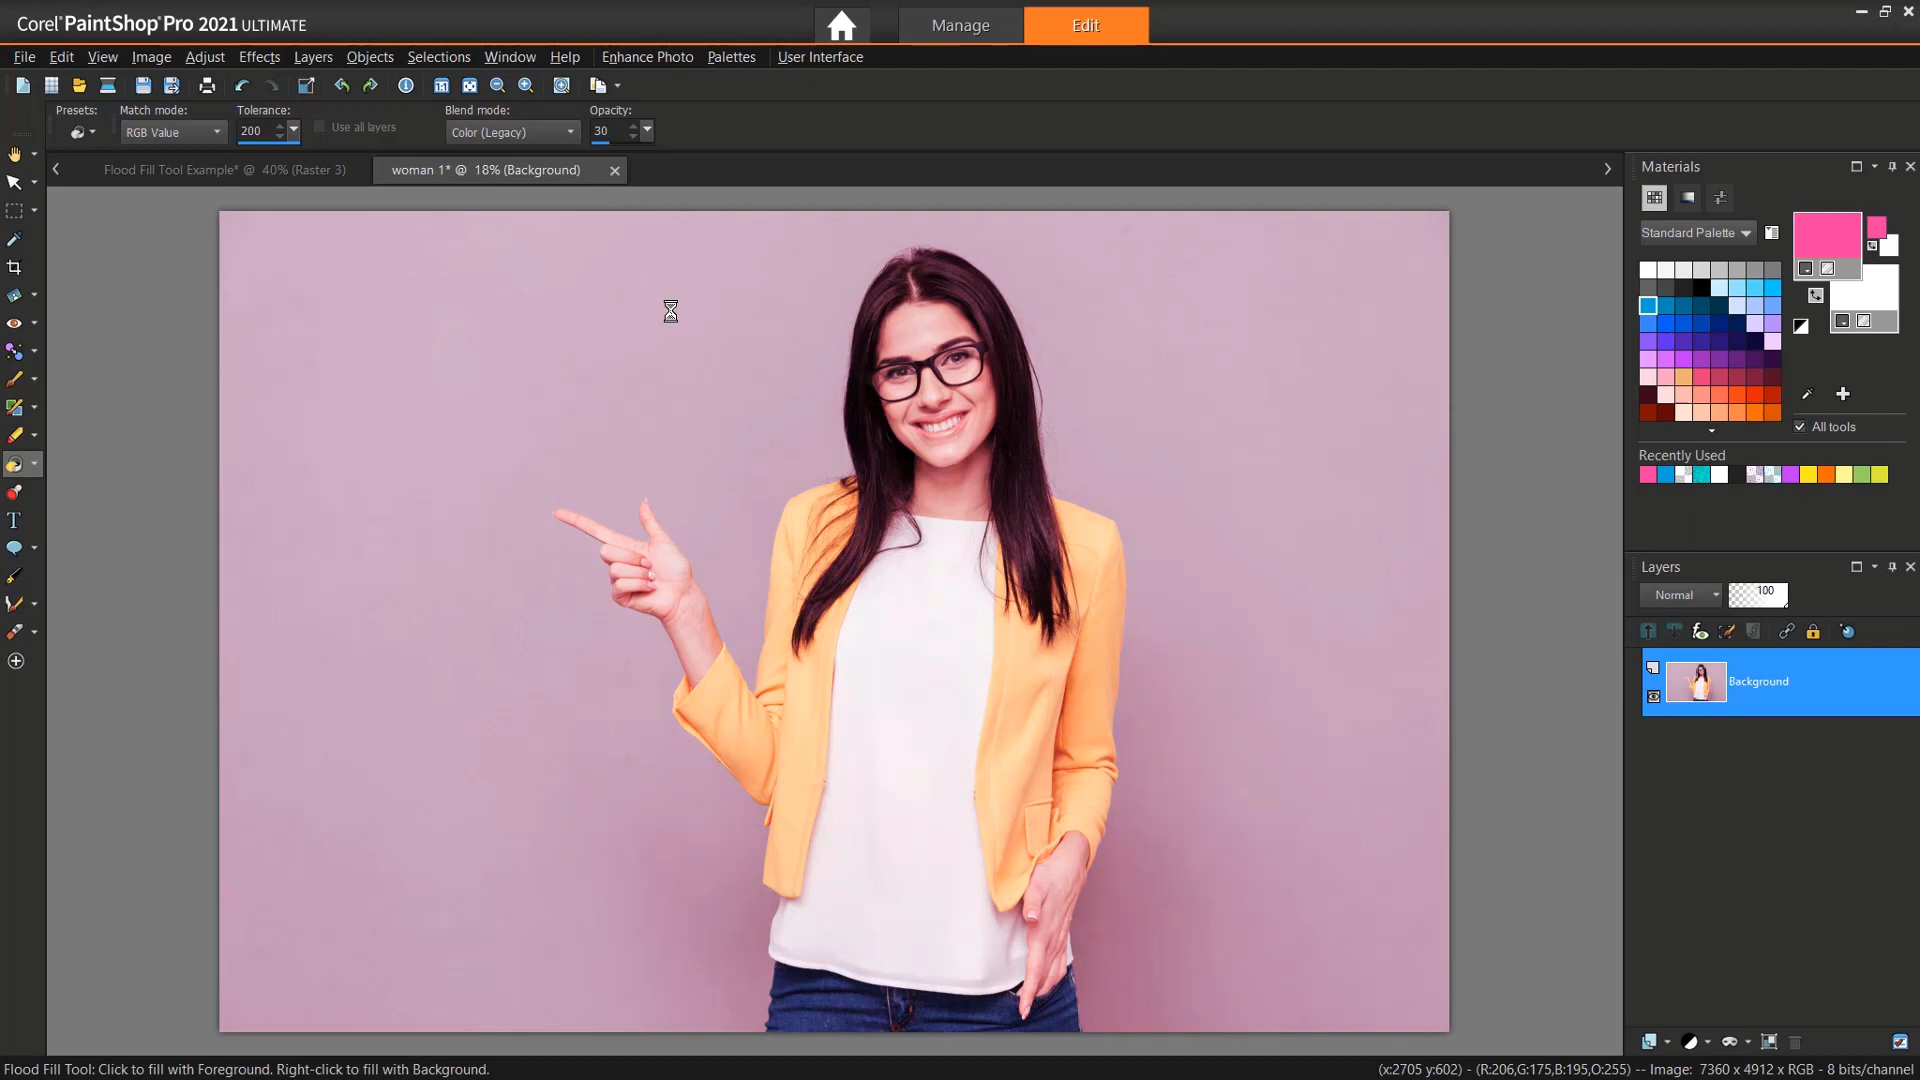 Corel® PaintShop® Pro 2021 ULTIMATE
Manage
Edit
File Edit View Image Adjust Effects Layers Objects Selections Window Help Enhance Photo Palettes User Interface
Presets: Match mode: Tolerance: Blend mode: Opacity:
RGB Value 200 Use all layers Color (Legacy) 30
Flood Fill Tool Example* @ 40% (Raster 3)
woman 1* @ 18% (Background)
Materials
Standard Palette
All tools
Recently Used
Layers
Normal 100
Background
Flood Fill Tool: Click to fill with Foreground. Right-click to fill with Background.
(x:2705 y:602) - (R:206,G:175,B:195,O:255) -- Image: 7360 x 4912 x RGB - 8 bits/channel